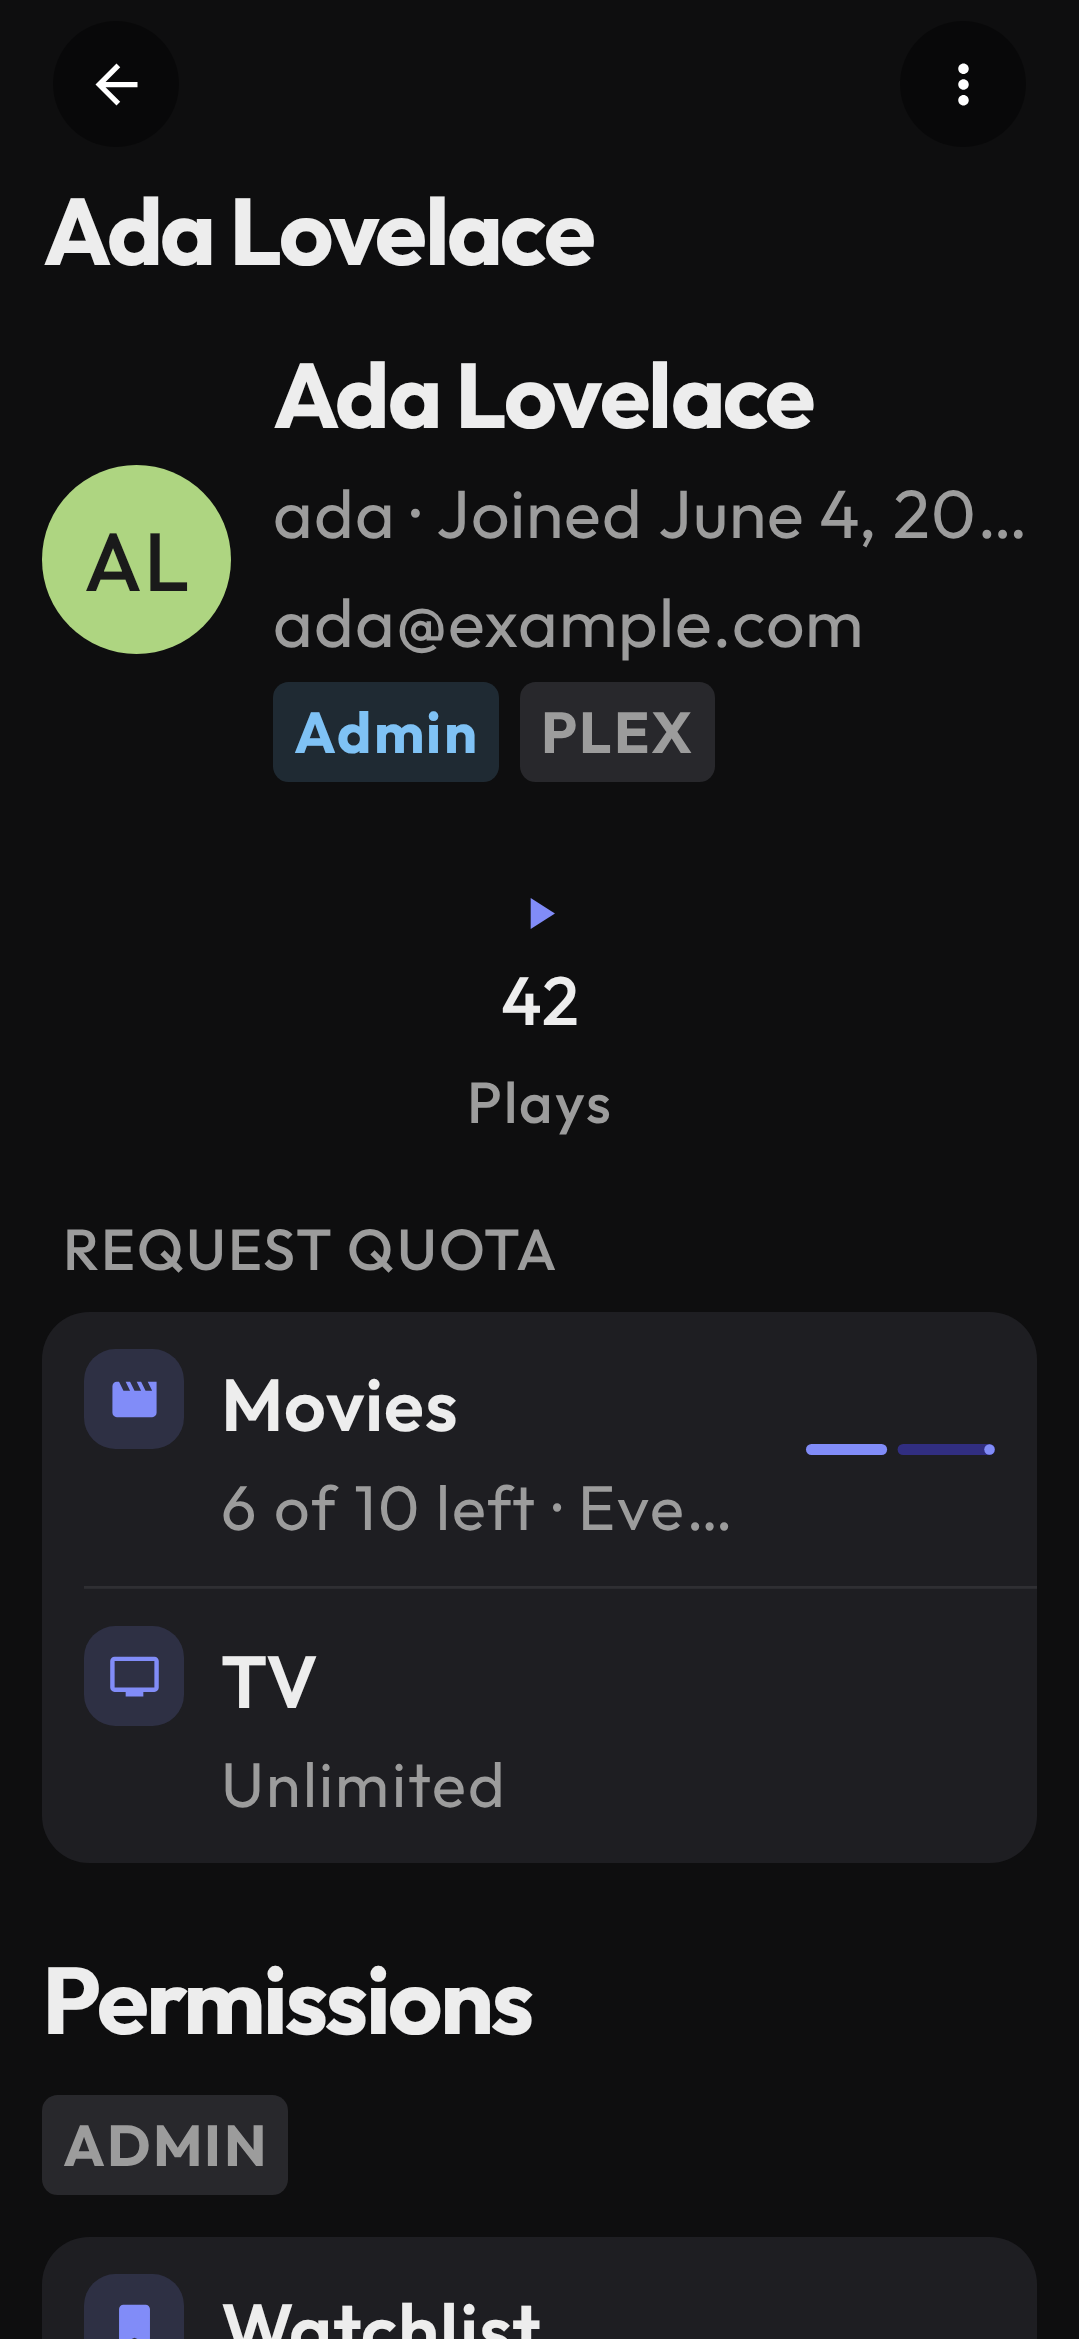 Ada Lovelace
Ada Lovelace
AL
ada · Joined June 4, 20...
ada@example.com
Admin PLEX
42
Plays
REQUEST QUOTA
Movies
6 of 10 left · Eve...
TV
Unlimited
Permissions
ADMIN
Watchlist